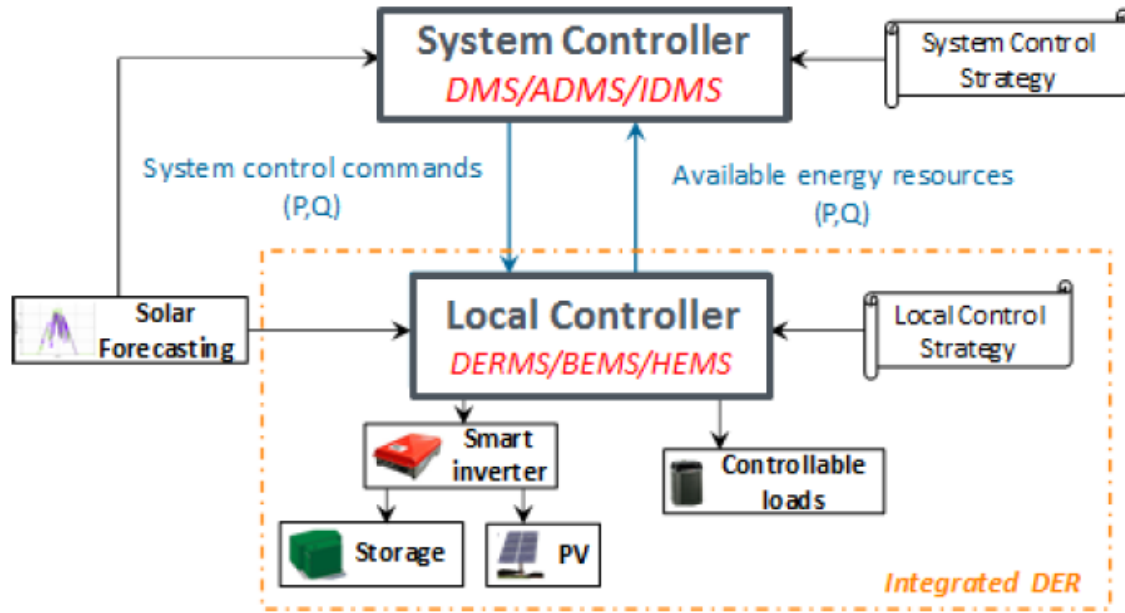 System Controller
DMS/ADMS/IDMS
System Control
Strategy
System control commands
(P,Q)
Available energy resources
(P,Q)
Solar
Forecasting
Local Controller
DERMS/BEMS/HEMS
Local Control
Strategy
Smart
inverter
Controllable
loads
Storage
PV
Integrated DER